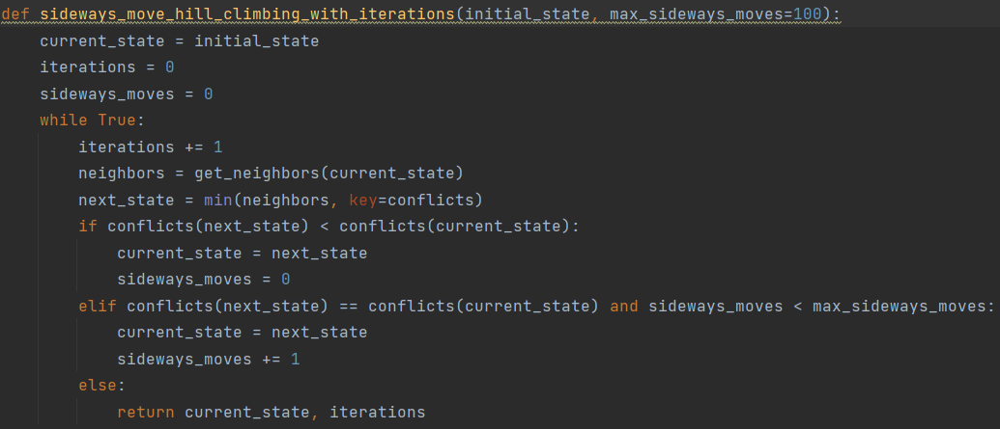 def sideways_move_hill_climbing_with_iterations(initial_state, max_sideways_moves=100):
    current_state = initial_state
    iterations = 0
    sideways_moves = 0
    while True:
        iterations += 1
        neighbors = get_neighbors(current_state)
        next_state = min(neighbors, key=conflicts)
        if conflicts(next_state) < conflicts(current_state):
            current_state = next_state
            sideways_moves = 0
        elif conflicts(next_state) == conflicts(current_state) and sideways_moves < max_sideways_moves:
            current_state = next_state
            sideways_moves += 1
        else:
            return current_state, iterations